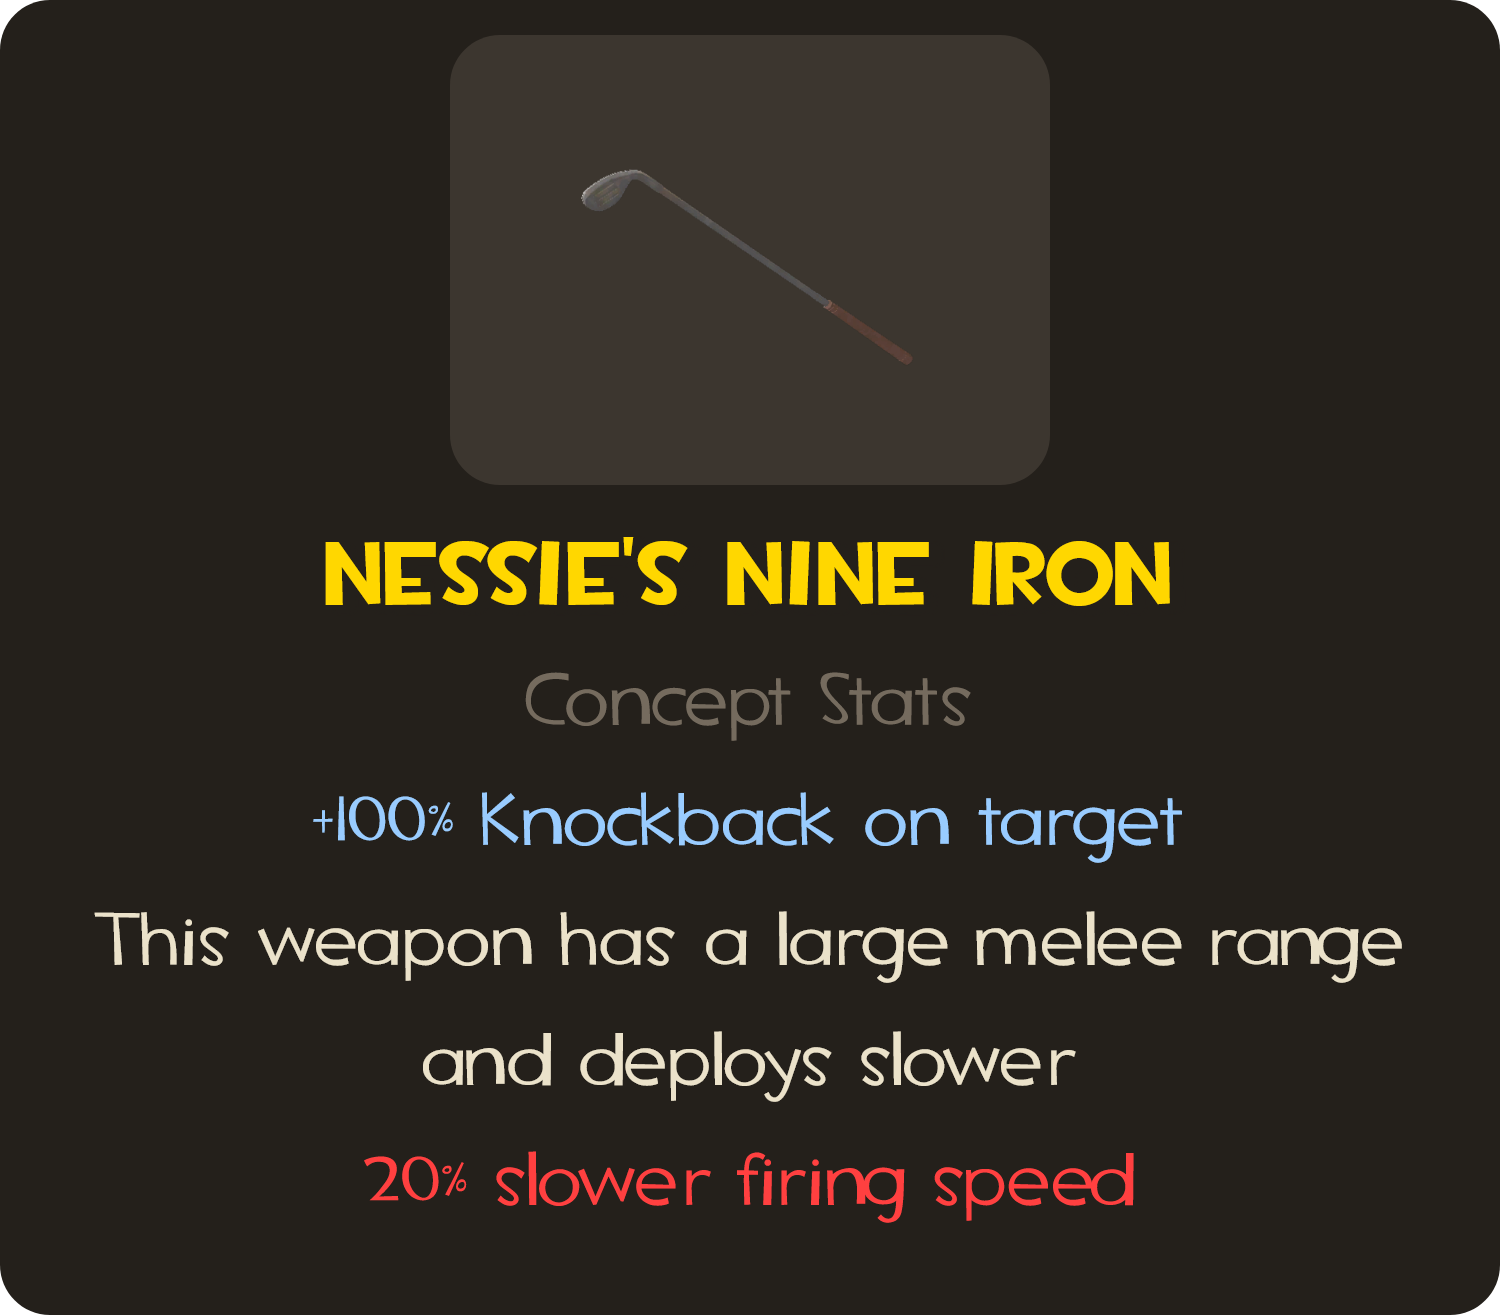 NESSIE'S NINE IRON
Concept Stats
+100% Knockback on target
This weapon has a large melee range
and deploys slower
20% slower firing speed